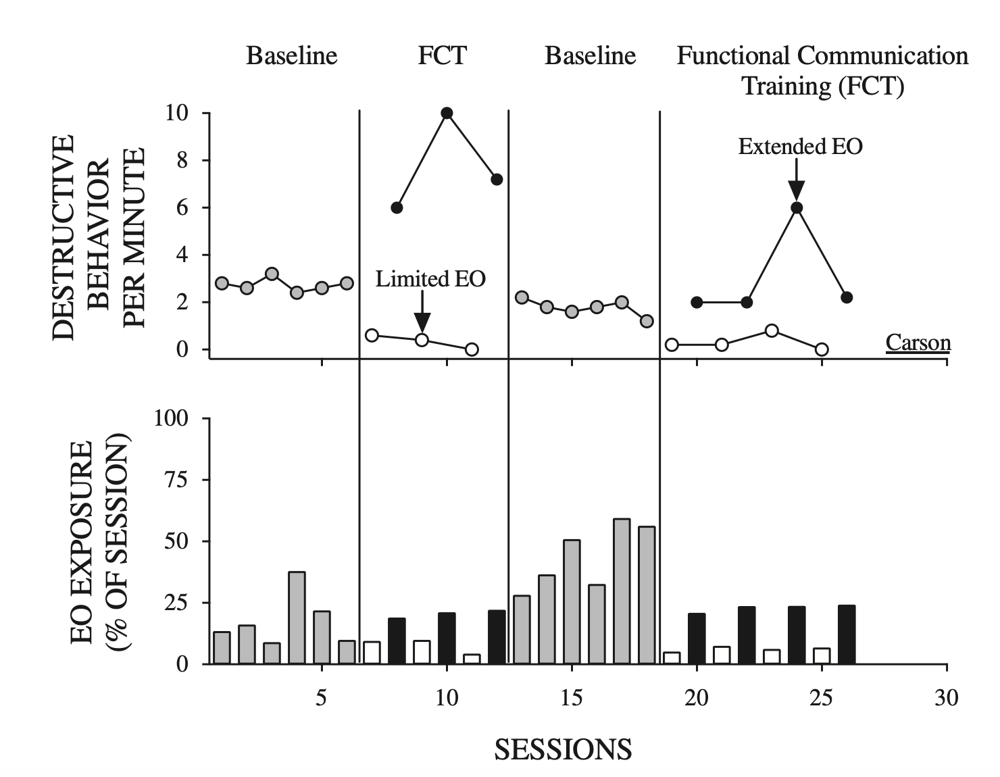 Baseline
FCT
Baseline
Functional Communication
Training (FCT)
DESTRUCTIVE
BEHAVIOR
PER MINUTE
10
8
6
4
2
0
Limited EO
Extended EO
Carson
EO EXPOSURE
(% OF SESSION)
100
75
50
25
0
5
10
15
20
25
30
SESSIONS